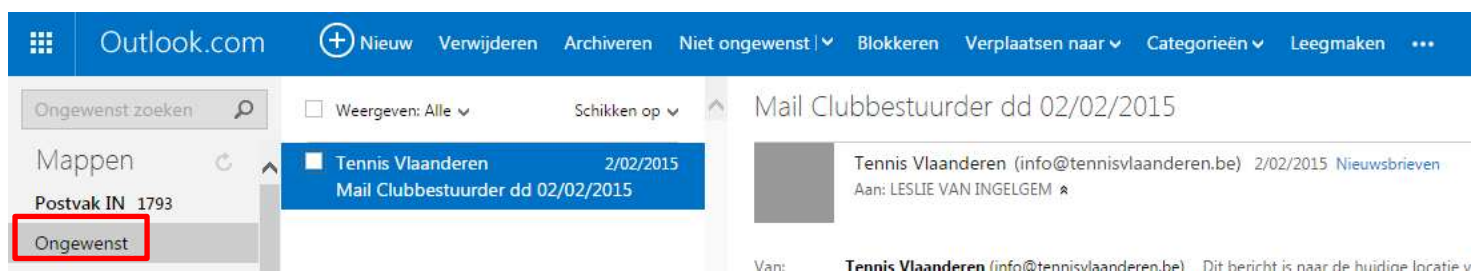 Outlook.com
Nieuw Verwijderen Archiveren Niet ongewenst Blokkeren Verplaatsen naar Categorieën Leegmaken •••
Ongewenst zoeken
Weergeven: Alle Schikken op
Mail Clubbestuurder dd 02/02/2015
Mappen
Postvak IN 1793
Ongewenst
Tennis Vlaanderen 2/02/2015
Mail Clubbestuurder dd 02/02/2015
Tennis Vlaanderen (info@tennisvlaanderen.be) 2/02/2015 Nieuwsbrieven
Aan: LESLIE VAN INGELGEM
Van: Tennis Vlaanderen (info@tennisvlaanderen.be) Dit bericht is naar de huidige locatie v